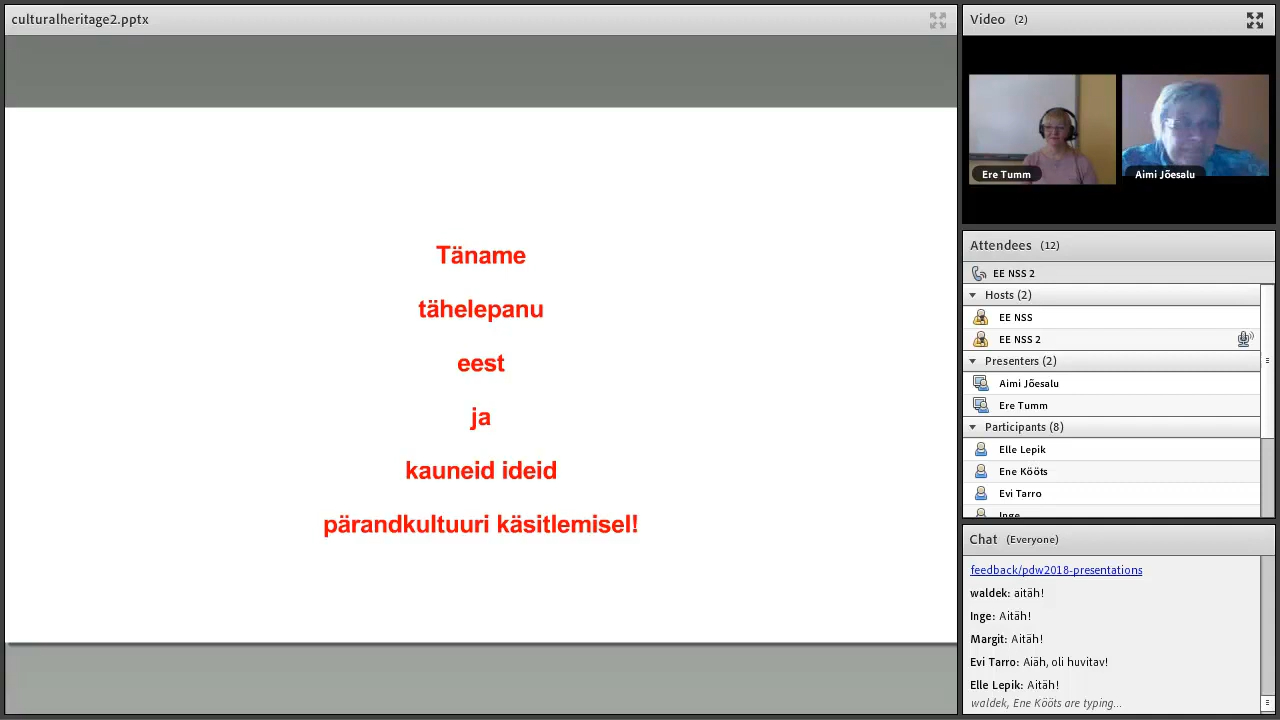 culturalheritage2.pptx
Täname
tähelepanu
eest
ja
kauneid ideid
pärandkultuuri käsitlemisel!
Video (2)
Ere Tumm
Aimi Jõesalu
Attendees (12)
EE NSS 2
Hosts (2)
EE NSS
EE NSS 2
Presenters (2)
Aimi Jõesalu
Ere Tumm
Participants (8)
Elle Lepik
Ene Kööts
Evi Tarro
Inge
Chat (Everyone)
feedback/pdw2018-presentations
waldek: aitäh!
Inge: Aitäh!
Margit: Aitäh!
Evi Tarro: Aiäh, oli huvitav!
Elle Lepik: Aitäh!
waldek, Ene Kööts are typing...